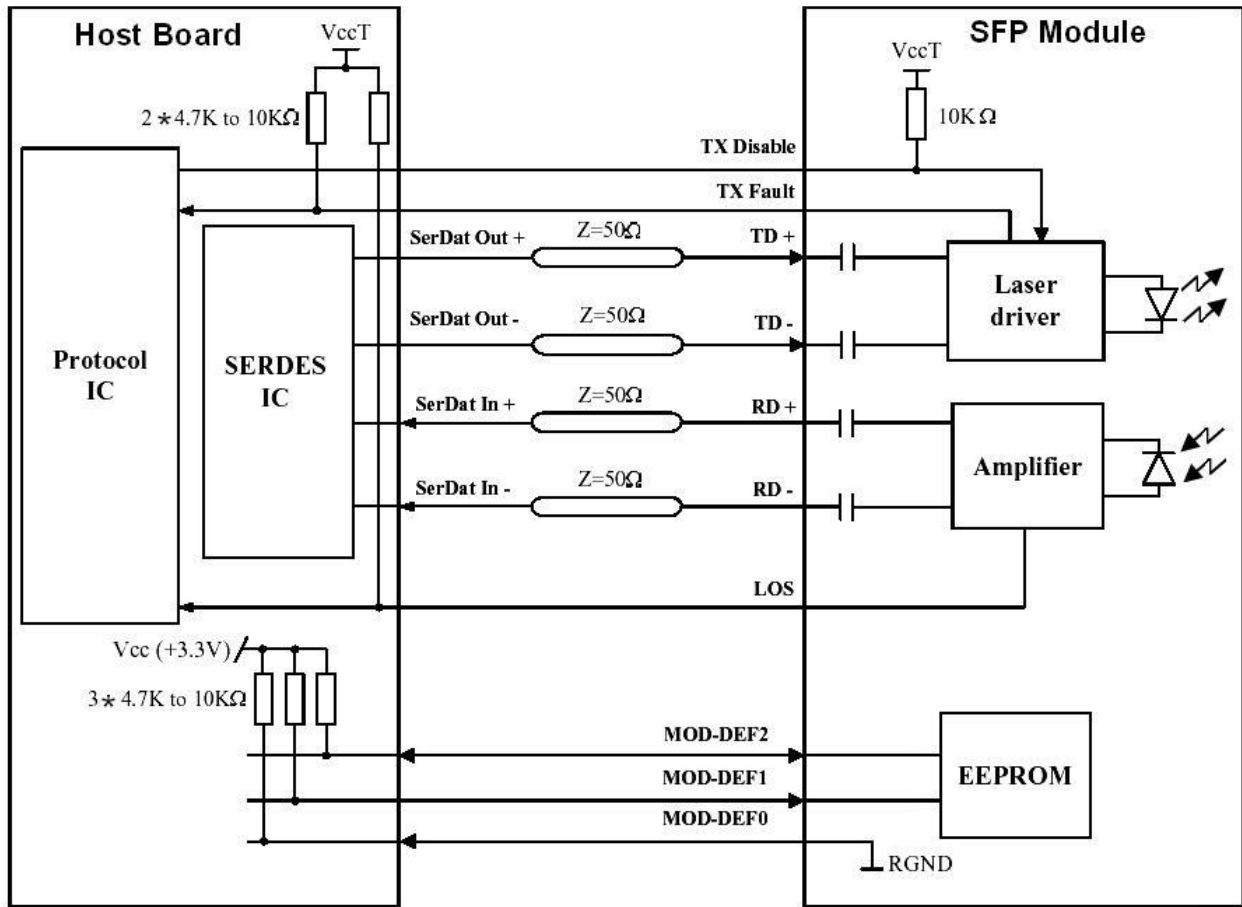 Host Board
SFP Module
VccT
VccT
2*4.7K to 10KΩ
10KΩ
TX Disable
TX Fault
SerDat Out +
Z=50Ω
TD +
SerDat Out -
Z=50Ω
TD -
Laser
driver
Protocol
IC
SERDES
IC
SerDat In +
Z=50Ω
RD +
SerDat In -
Z=50Ω
RD -
Amplifier
LOS
Vcc (+3.3V)
3*4.7K to 10KΩ
MOD-DEF2
MOD-DEF1
MOD-DEF0
EEPROM
RGND